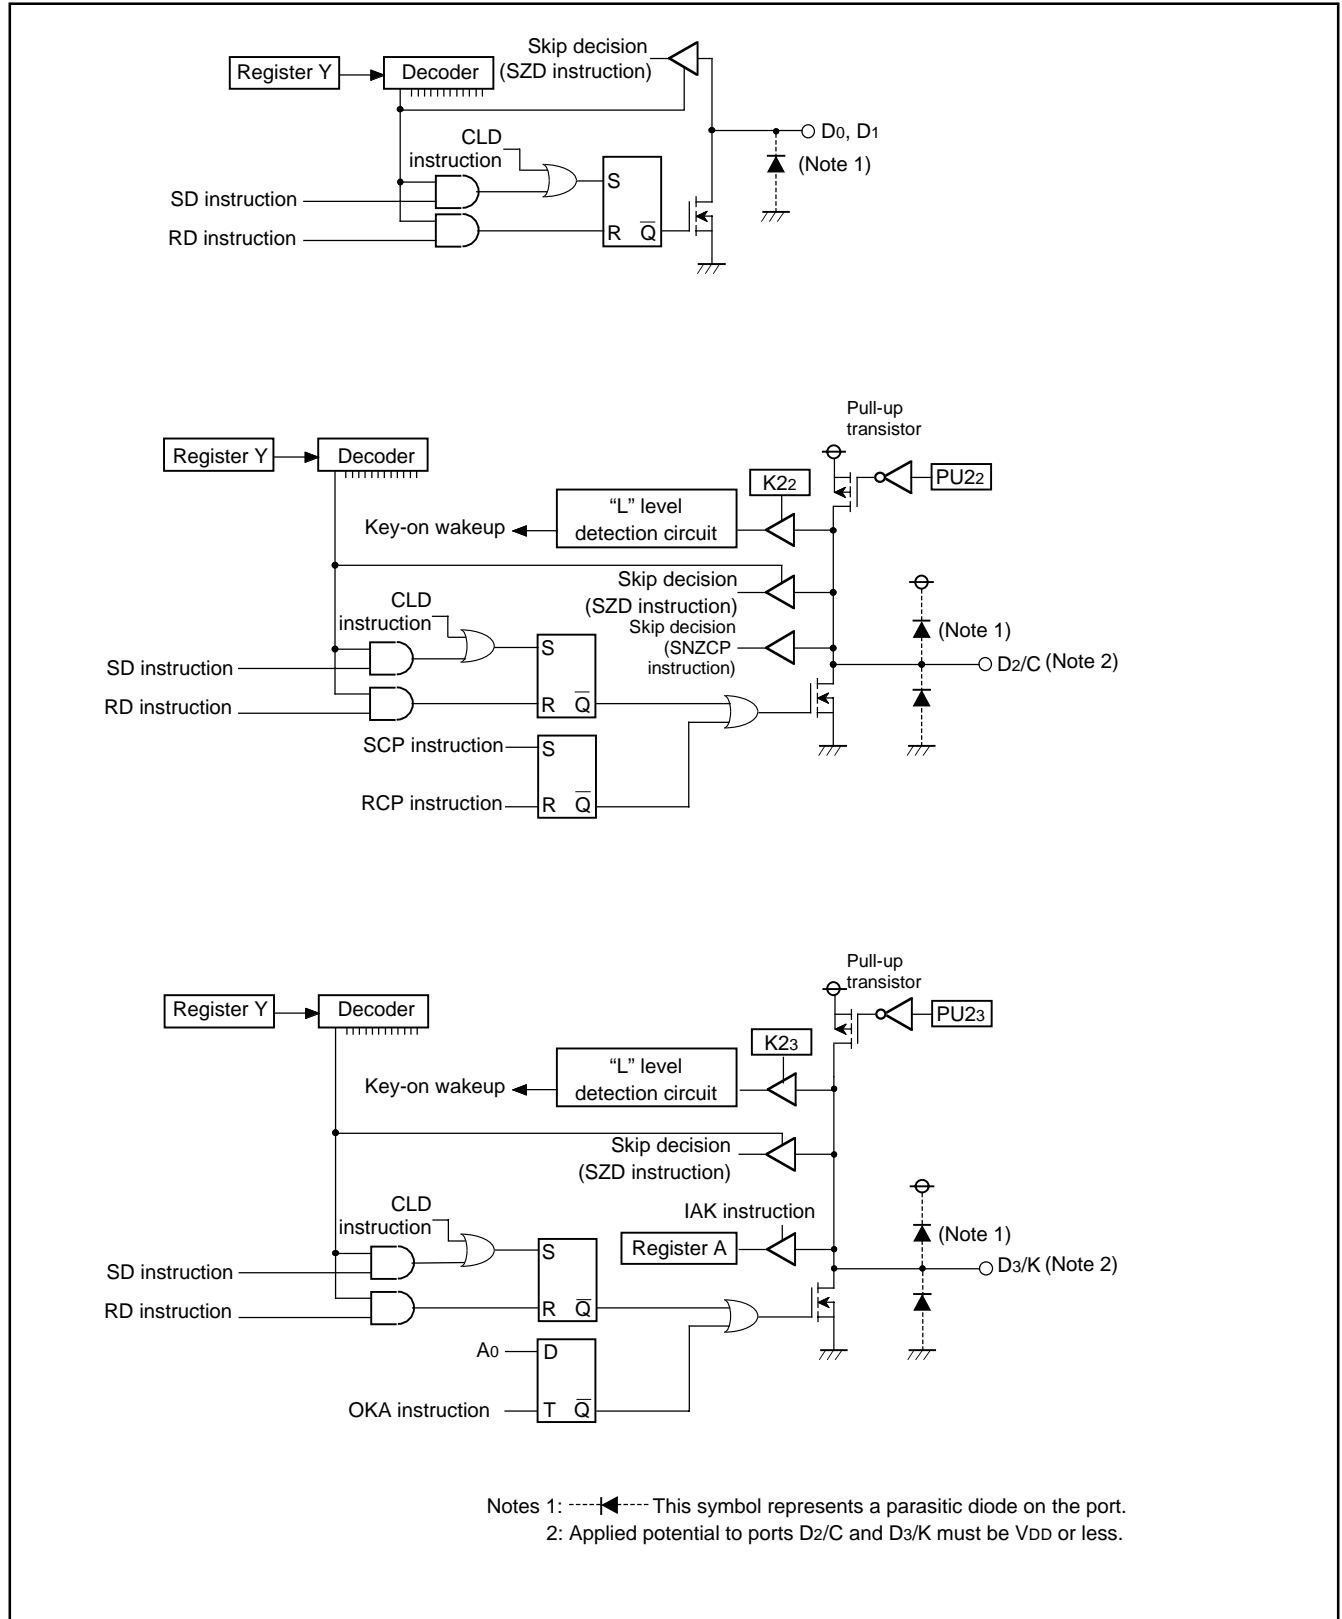 Skip decision
(SZD instruction)
Register Y
Decoder
CLD
instruction
SD instruction
RD instruction
S
R Q̅
D0, D1
(Note 1)
Pull-up
transistor
Register Y
Decoder
K22
PU22
Key-on wakeup
“L” level
detection circuit
Skip decision
(SZD instruction)
Skip decision
(SNZCP
instruction)
CLD
instruction
SD instruction
RD instruction
S
R Q̅
SCP instruction
RCP instruction
S
R Q̅
(Note 1)
D2/C (Note 2)
Pull-up
transistor
Register Y
Decoder
K23
PU23
Key-on wakeup
“L” level
detection circuit
Skip decision
(SZD instruction)
IAK instruction
Register A
CLD
instruction
SD instruction
RD instruction
S
R Q̅
A0
OKA instruction
D
T Q̅
(Note 1)
D3/K (Note 2)
Notes 1: This symbol represents a parasitic diode on the port.
2: Applied potential to ports D2/C and D3/K must be VDD or less.